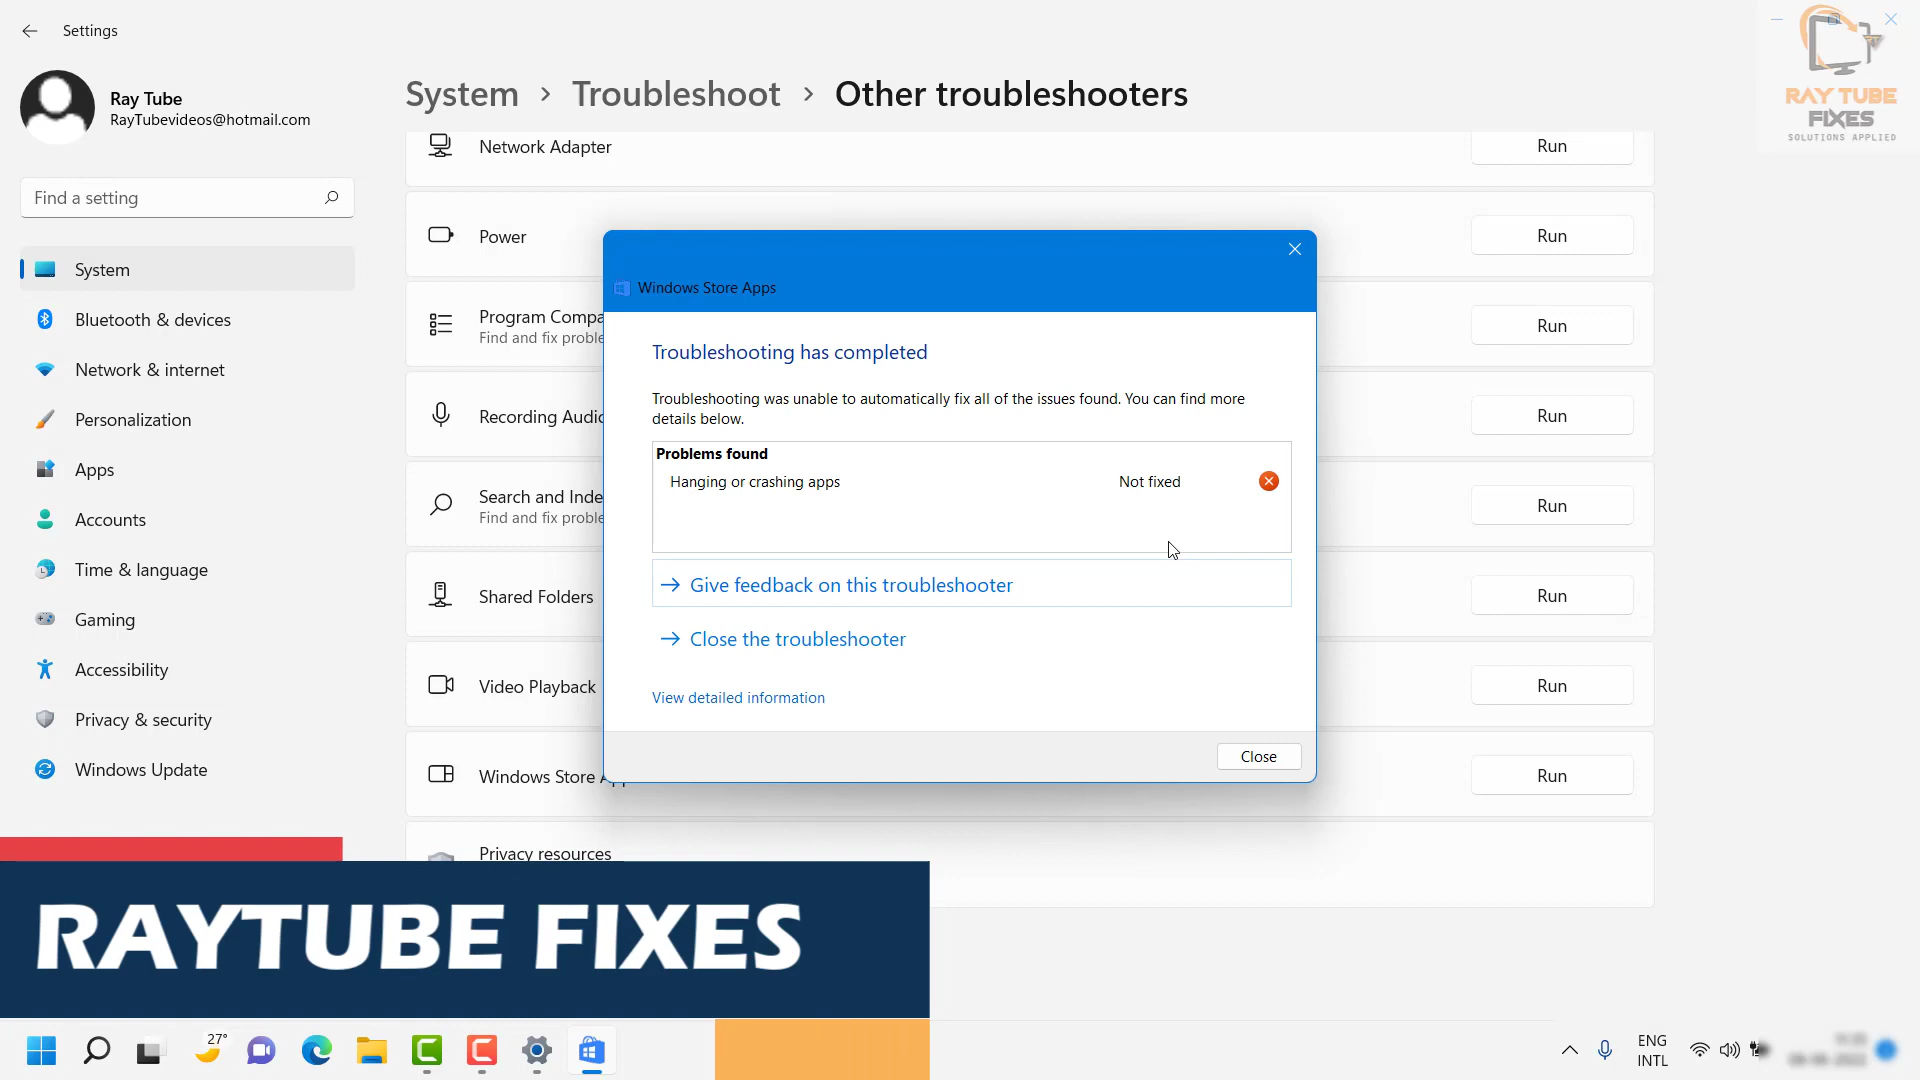 Settings
Ray Tube
RayTubevideos@hotmail.com
Find a setting
System
Bluetooth & devices
Network & internet
Personalization
Apps
Accounts
Time & language
Gaming
Accessibility
Privacy & security
Windows Update
System > Troubleshoot > Other troubleshooters
RAY TUBE
FIXES
SOLUTIONS APPLIED
Network Adapter Run
Power Run
Program Compa Run
Find and fix proble
Recording Audio Run
Search and Inde Run
Find and fix proble
Shared Folders Run
Video Playback Run
Windows Store App Run
Privacy resources
Windows Store Apps
Troubleshooting has completed
Troubleshooting was unable to automatically fix all of the issues found. You can find more
details below.
Problems found
Hanging or crashing apps Not fixed
Give feedback on this troubleshooter
Close the troubleshooter
View detailed information
Close
RAYTUBE FIXES
27°
ENG
INTL